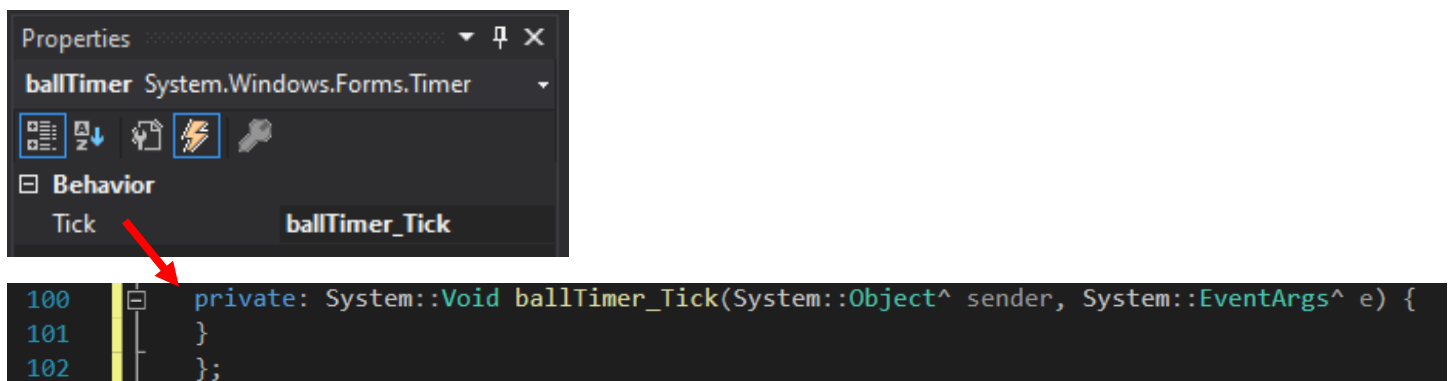 Properties
ballTimer System.Windows.Forms.Timer
Behavior
Tick ballTimer_Tick
100 private: System::Void ballTimer_Tick(System::Object^ sender, System::EventArgs^ e) {
101 }
102 };